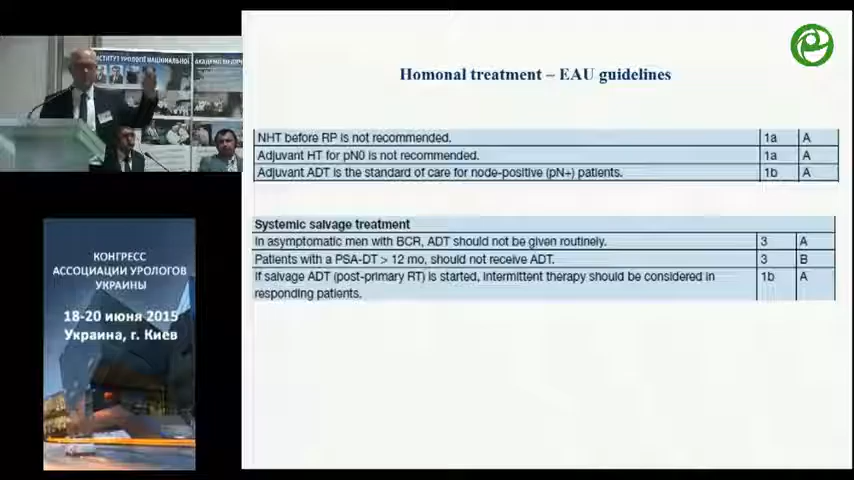 ІНСТИТУТ УРОЛОГІЇ НАЦІОНАЛЬНОЇ
КОНГРЕСС
АССОЦИАЦИИ УРОЛОГОВ
УКРАИНЫ
18-20 июня 2015
Украина, г. Киев
Homonal treatment – EAU guidelines
NHT before RP is not recommended. 1a A
Adjuvant HT for pN0 is not recommended. 1a A
Adjuvant ADT is the standard of care for node-positive (pN+) patients. 1b A
Systemic salvage treatment
In asymptomatic men with BCR, ADT should not be given routinely. 3 A
Patients with a PSA-DT > 12 mo, should not receive ADT. 3 B
If salvage ADT (post-primary RT) is started, intermittent therapy should be considered in 1b A
responding patients.